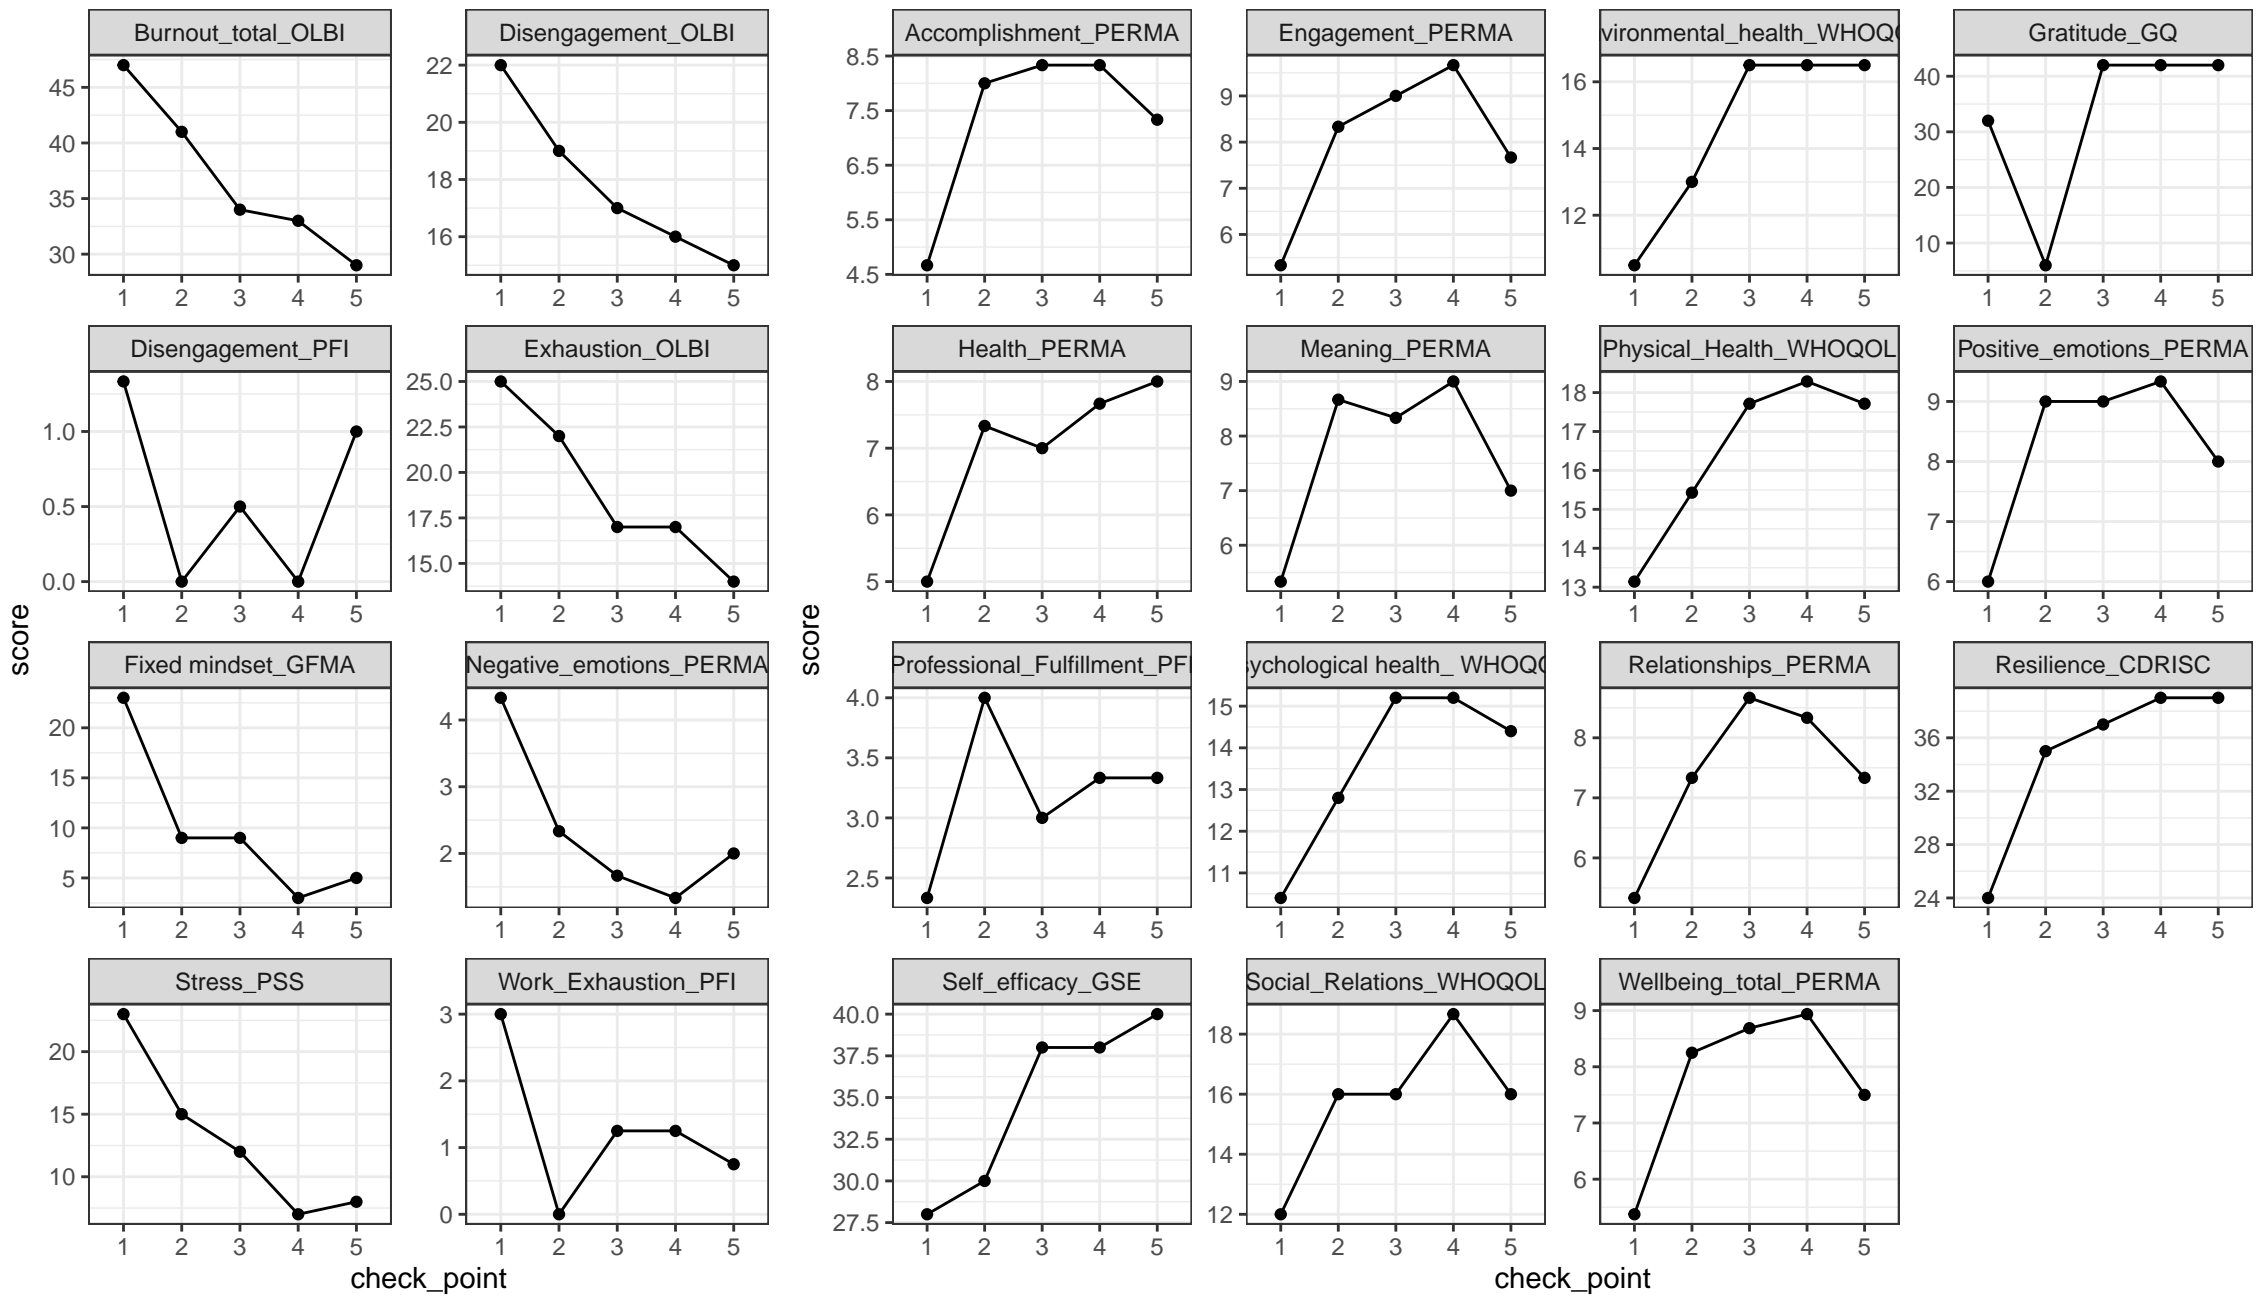 Burnout_total_OLBI
45
40
35
30
1 2 3 4 5
Disengagement_OLBI
22
20
18
16
1 2 3 4 5
Disengagement_PFI
1.0
0.5
0.0
1 2 3 4 5
Exhaustion_OLBI
25.0
22.5
20.0
17.5
15.0
1 2 3 4 5
Fixed mindset_GFMA
20
15
10
5
1 2 3 4 5
Negative_emotions_PERMA
4
3
2
1 2 3 4 5
Stress_PSS
20
15
10
1 2 3 4 5
Work_Exhaustion_PFI
3
2
1
0
1 2 3 4 5
score
check_point
Accomplishment_PERMA
8.5
7.5
6.5
5.5
4.5
1 2 3 4 5
Engagement_PERMA
9
8
7
6
1 2 3 4 5
vironmental_health_WHOQO
16
14
12
1 2 3 4 5
Gratitude_GQ
40
30
20
10
1 2 3 4 5
Health_PERMA
8
7
6
5
1 2 3 4 5
Meaning_PERMA
9
8
7
6
1 2 3 4 5
Physical_Health_WHOQOL
18
17
16
15
14
13
1 2 3 4 5
Positive_emotions_PERMA
9
8
7
6
1 2 3 4 5
Professional_Fulfillment_PFI
4.0
3.5
3.0
2.5
1 2 3 4 5
sychological health_ WHOQO
15
14
13
12
11
1 2 3 4 5
Relationships_PERMA
8
7
6
1 2 3 4 5
Resilience_CDRISC
36
32
28
24
1 2 3 4 5
Self_efficacy_GSE
40.0
37.5
35.0
32.5
30.0
27.5
1 2 3 4 5
Social_Relations_WHOQOL
18
16
14
12
1 2 3 4 5
Wellbeing_total_PERMA
9
8
7
6
1 2 3 4 5
score
check_point